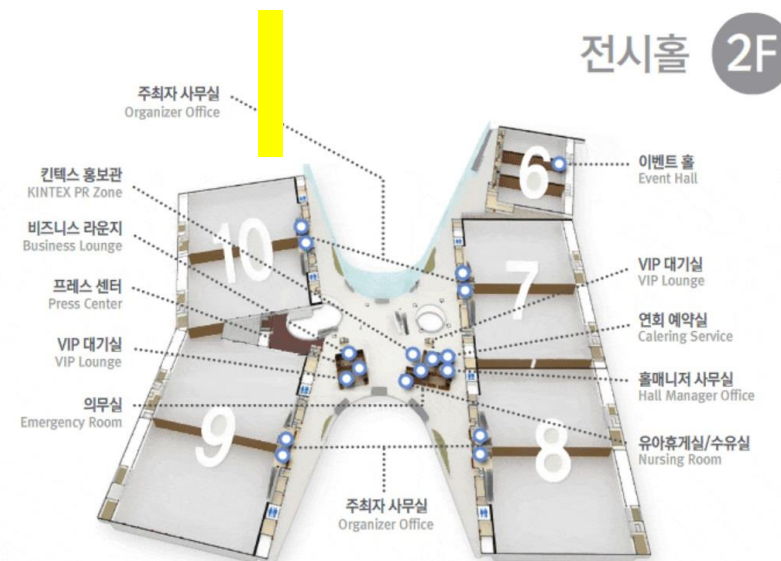 전시홀 2F
주최자 사무실
Organizer Office
킨텍스 홍보관
KINTEX PR Zone
비즈니스 라운지
Business Lounge
프레스 센터
Press Center
VIP 대기실
VIP Lounge
의무실
Emergency Room
10
9
6
7
8
이벤트 홀
Event Hall
VIP 대기실
VIP Lounge
연회 예약실
Calering Service
홀매니저 사무실
Hall Manager Office
유아휴게실/수유실
Nursing Room
주최자 사무실
Organizer Office